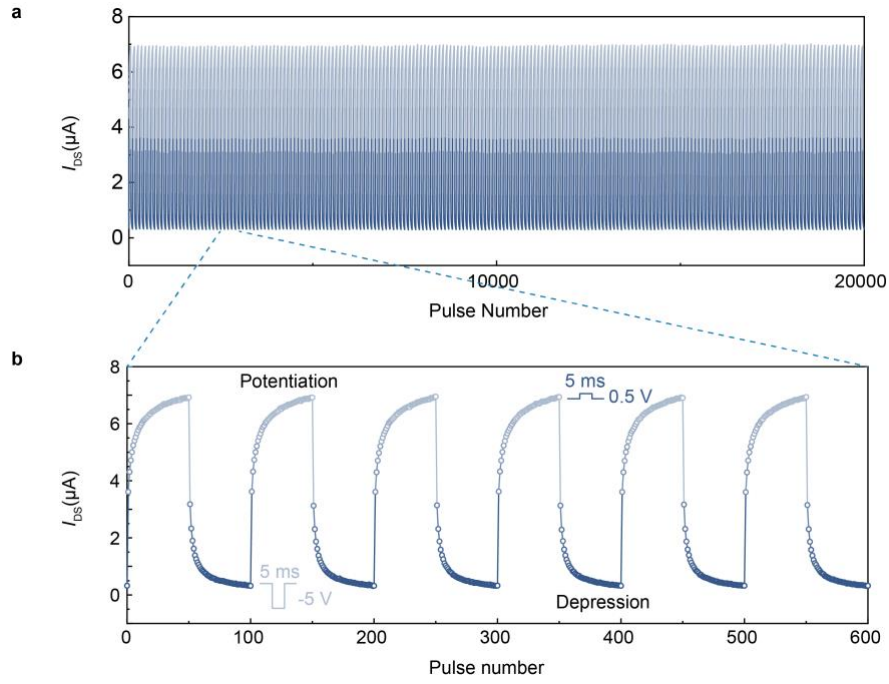 a
8
6
4
2
0
I_DS(μA)
0
10000
20000
Pulse Number
b
8
6
4
2
0
I_DS(μA)
Potentiation
5 ms
0.5 V
5 ms
-5 V
Depression
0
100
200
300
400
500
600
Pulse number